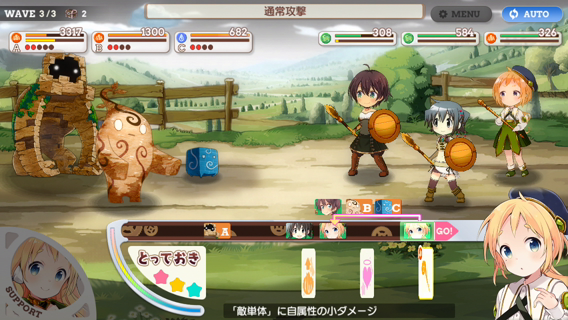 WAVE 3/3 2
通常攻撃
MENU
AUTO
3317
A
1300
B
682
C
308
584
326
B C
A
GO!
とっておき
SUPPORT
「敵単体」に自属性の小ダメージ